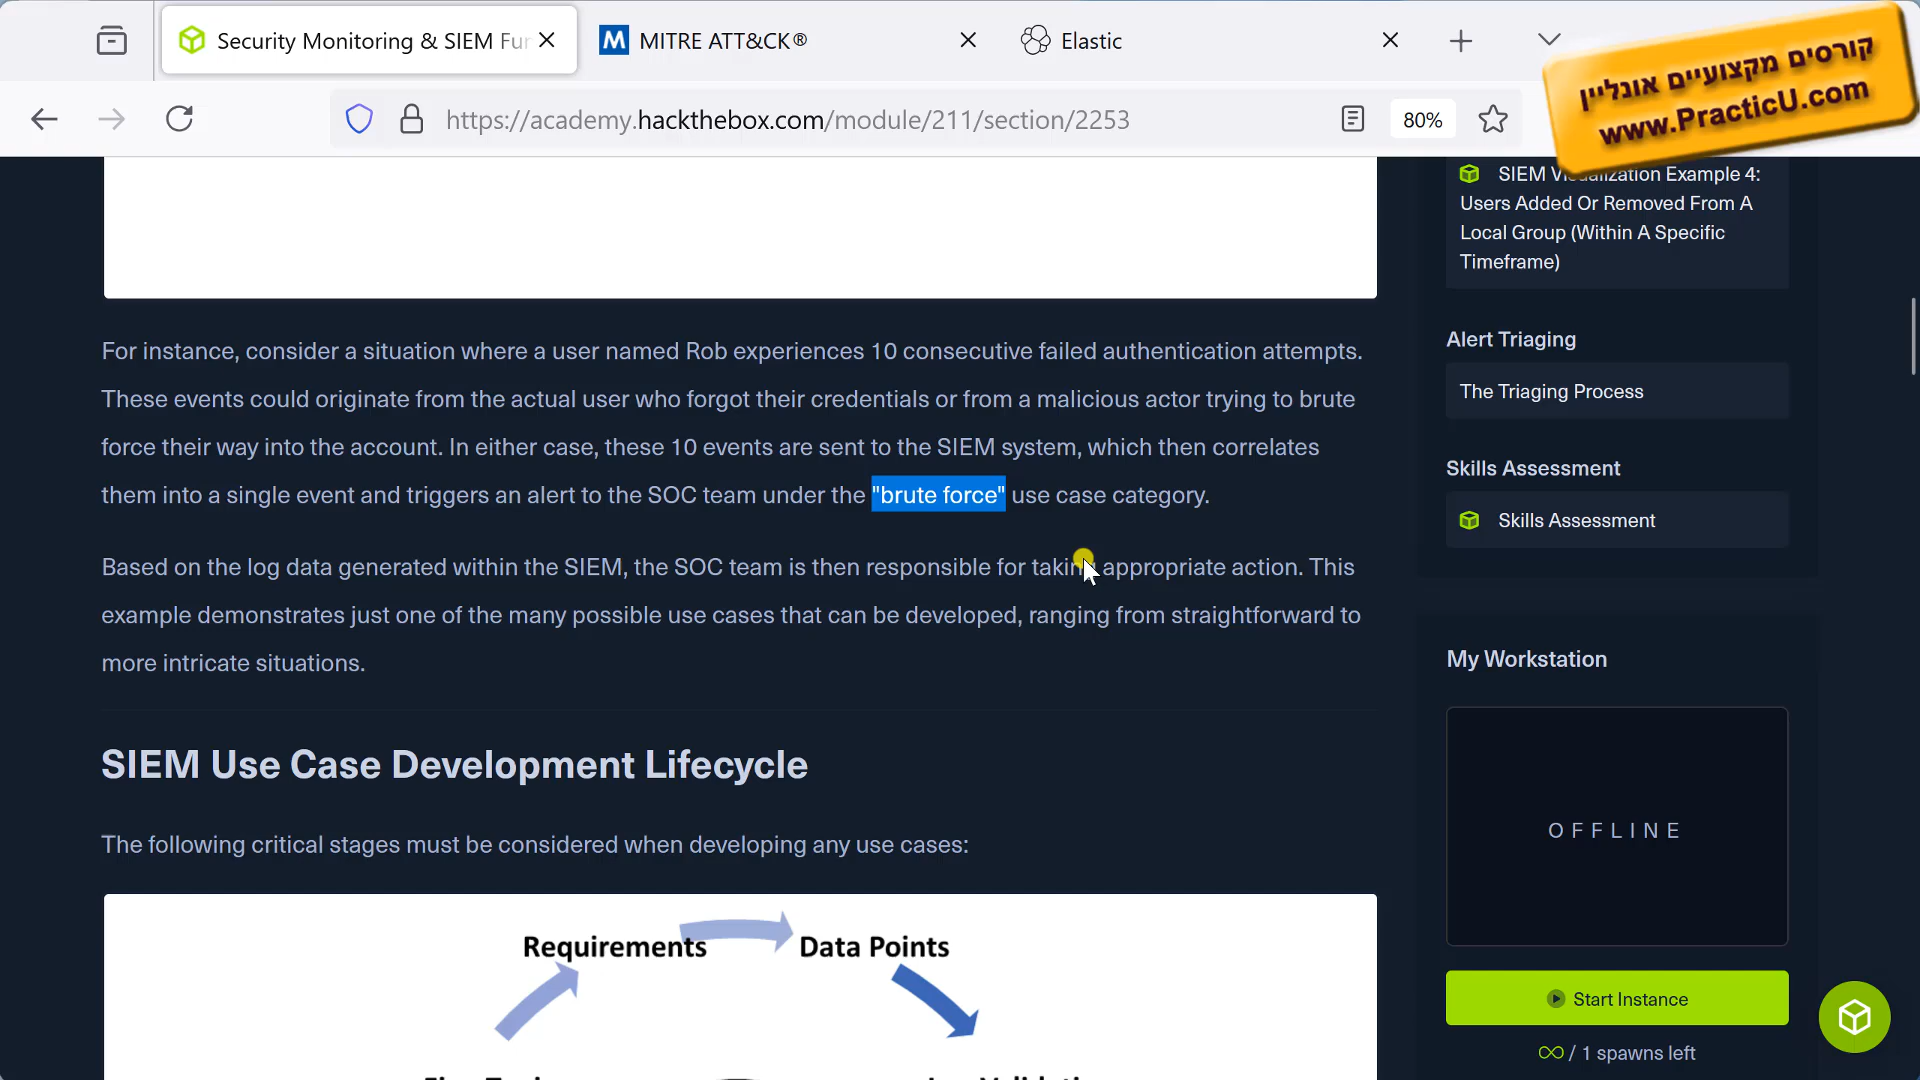 Security Monitoring & SIEM Fur
MITRE ATT&CK®
Elastic
קורסים מקצועיים אונליין
www.PracticU.com
https://academy.hackthebox.com/module/211/section/2253
80%
For instance, consider a situation where a user named Rob experiences 10 consecutive failed authentication attempts.
These events could originate from the actual user who forgot their credentials or from a malicious actor trying to brute
force their way into the account. In either case, these 10 events are sent to the SIEM system, which then correlates
them into a single event and triggers an alert to the SOC team under the "brute force" use case category.
Based on the log data generated within the SIEM, the SOC team is then responsible for taking appropriate action. This
example demonstrates just one of the many possible use cases that can be developed, ranging from straightforward to
more intricate situations.
SIEM Use Case Development Lifecycle
The following critical stages must be considered when developing any use cases:
Requirements
Data Points
SIEM Visualization Example 4:
Users Added Or Removed From A
Local Group (Within A Specific
Timeframe)
Alert Triaging
The Triaging Process
Skills Assessment
Skills Assessment
My Workstation
OFFLINE
Start Instance
∞ / 1 spawns left